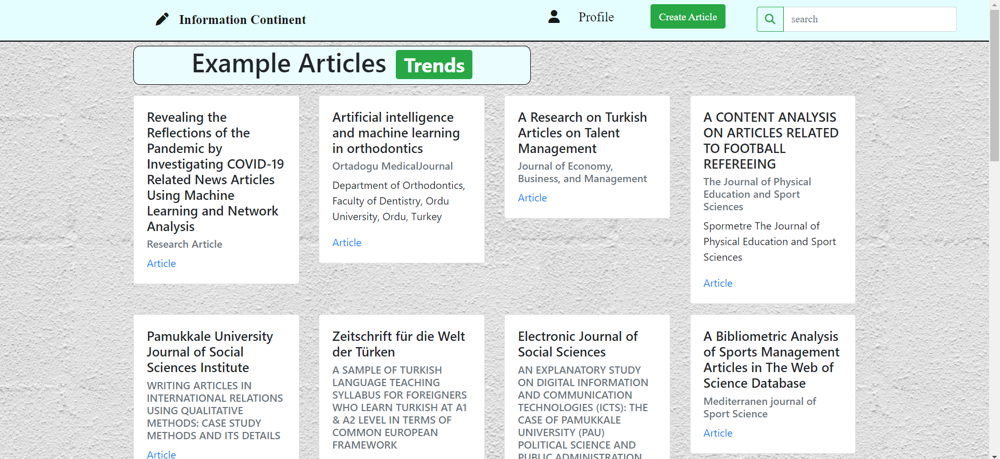 Information Continent
Profile
Create Article
search
Example Articles Trends
Revealing the
Reflections of the
Pandemic by
Investigating COVID-19
Related News Articles
Using Machine
Learning and Network
Analysis
Research Article
Article
Artificial intelligence
and machine learning
in orthodontics
Ortadogu MedicalJournal
Department of Orthodontics,
Faculty of Dentistry, Ordu
University, Ordu, Turkey
Article
A Research on Turkish
Articles on Talent
Management
Journal of Economy,
Business, and Management
Article
A CONTENT ANALYSIS
ON ARTICLES RELATED
TO FOOTBALL
REFEREEING
The Journal of Physical
Education and Sport
Sciences
Spormetre The Journal of
Physical Education and Sport
Sciences
Article
Pamukkale University
Journal of Social
Sciences Institute
WRITING ARTICLES IN
INTERNATIONAL RELATIONS
USING QUALITATIVE
METHODS: CASE STUDY
METHODS AND ITS DETAILS
Article
Zeitschrift für die Welt
der Türken
A SAMPLE OF TURKISH
LANGUAGE TEACHING
SYLLABUS FOR FOREIGNERS
WHO LEARN TURKISH AT A1
& A2 LEVEL IN TERMS OF
COMMON EUROPEAN
FRAMEWORK
Electronic Journal of
Social Sciences
AN EXPLANATORY STUDY
ON DIGITAL INFORMATION
AND COMMUNICATION
TECHNOLOGIES (ICTS): THE
CASE OF PAMUKKALE
UNIVERSITY (PAU)
POLITICAL SCIENCE AND
PUBLIC ADMINISTRATION
A Bibliometric Analysis
of Sports Management
Articles in The Web of
Science Database
Mediterranen journal of
Sport Science
Article